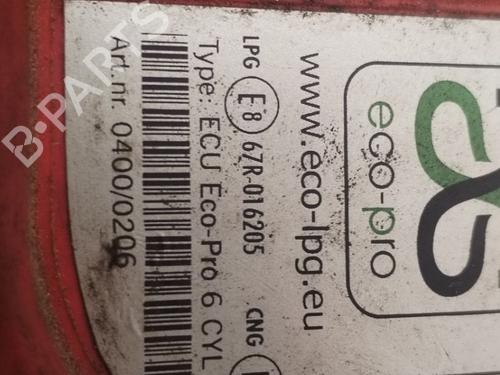 eco-pro
www.eco-lpg.eu
LPG E8 67R-016205 CNG
Type: ECU Eco-Pro 6 CYL
Art.nr. 0400/0206
B-PARTS